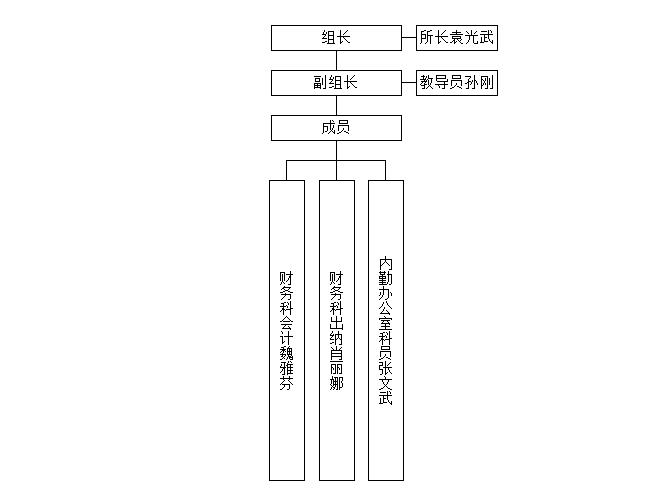 组长
所长袁光武
副组长
教导员孙刚
成员
财务科会计魏雅芬
财务科出纳肖丽娜
内勤办公室科员张文武